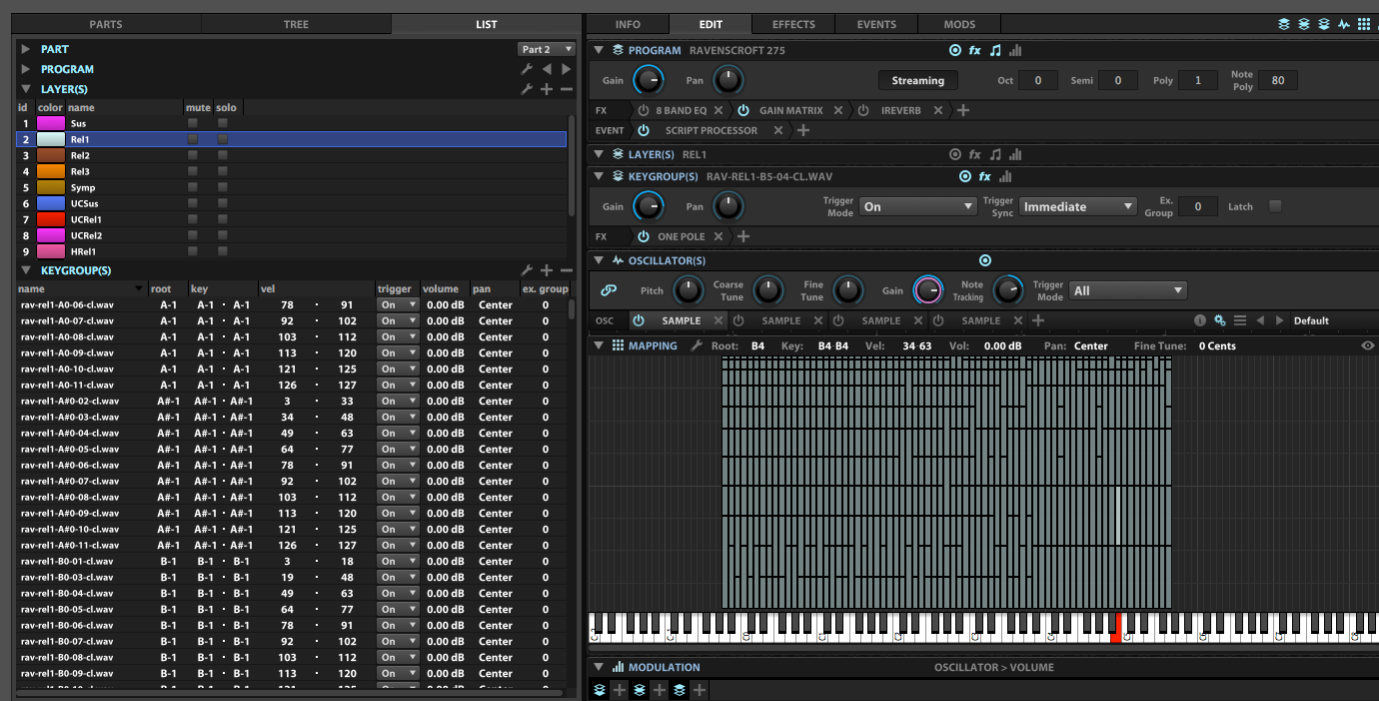 PARTS TREE LIST
PART Part 2
PROGRAM
LAYER(S)
id color name mute solo
1 Sus
2 Rel1
3 Rel2
4 Rel3
5 Symp
6 UCSus
7 UCRel1
8 UCRel2
9 HRel1
KEYGROUP(S)
name root key vel trigger volume pan ex. group
rav-rel1-A0-06-cl.wav A-1 A-1 · A-1 78 · 91 On 0.00 dB Center 0
rav-rel1-A0-07-cl.wav A-1 A-1 · A-1 92 · 102 On 0.00 dB Center 0
rav-rel1-A0-08-cl.wav A-1 A-1 · A-1 103 · 112 On 0.00 dB Center 0
rav-rel1-A0-09-cl.wav A-1 A-1 · A-1 113 · 120 On 0.00 dB Center 0
rav-rel1-A0-10-cl.wav A-1 A-1 · A-1 121 · 125 On 0.00 dB Center 0
rav-rel1-A0-11-cl.wav A-1 A-1 · A-1 126 · 127 On 0.00 dB Center 0
rav-rel1-A#0-02-cl.wav A#-1 A#-1 · A#-1 3 · 33 On 0.00 dB Center 0
rav-rel1-A#0-03-cl.wav A#-1 A#-1 · A#-1 34 · 48 On 0.00 dB Center 0
rav-rel1-A#0-04-cl.wav A#-1 A#-1 · A#-1 49 · 63 On 0.00 dB Center 0
rav-rel1-A#0-05-cl.wav A#-1 A#-1 · A#-1 64 · 77 On 0.00 dB Center 0
rav-rel1-A#0-06-cl.wav A#-1 A#-1 · A#-1 78 · 91 On 0.00 dB Center 0
rav-rel1-A#0-07-cl.wav A#-1 A#-1 · A#-1 92 · 102 On 0.00 dB Center 0
rav-rel1-A#0-08-cl.wav A#-1 A#-1 · A#-1 103 · 112 On 0.00 dB Center 0
rav-rel1-A#0-09-cl.wav A#-1 A#-1 · A#-1 113 · 120 On 0.00 dB Center 0
rav-rel1-A#0-10-cl.wav A#-1 A#-1 · A#-1 121 · 125 On 0.00 dB Center 0
rav-rel1-A#0-11-cl.wav A#-1 A#-1 · A#-1 126 · 127 On 0.00 dB Center 0
rav-rel1-B0-01-cl.wav B-1 B-1 · B-1 3 · 18 On 0.00 dB Center 0
rav-rel1-B0-03-cl.wav B-1 B-1 · B-1 19 · 48 On 0.00 dB Center 0
rav-rel1-B0-04-cl.wav B-1 B-1 · B-1 49 · 63 On 0.00 dB Center 0
rav-rel1-B0-05-cl.wav B-1 B-1 · B-1 64 · 77 On 0.00 dB Center 0
rav-rel1-B0-06-cl.wav B-1 B-1 · B-1 78 · 91 On 0.00 dB Center 0
rav-rel1-B0-07-cl.wav B-1 B-1 · B-1 92 · 102 On 0.00 dB Center 0
rav-rel1-B0-08-cl.wav B-1 B-1 · B-1 103 · 112 On 0.00 dB Center 0
rav-rel1-B0-09-cl.wav B-1 B-1 · B-1 113 · 120 On 0.00 dB Center 0
INFO EDIT EFFECTS EVENTS MODS
PROGRAM RAVENSCROFT 275 fx
Gain Pan Streaming Oct 0 Semi 0 Poly 1 Note Poly 80
FX 8 BAND EQ GAIN MATRIX IREVERB
EVENT SCRIPT PROCESSOR
LAYER(S) REL1 fx
KEYGROUP(S) RAV-REL1-B5-04-CL.WAV fx
Gain Pan Trigger Mode On Trigger Sync Immediate Ex. Group 0 Latch
FX ONE POLE
OSCILLATOR(S)
Pitch Coarse Tune Fine Tune Gain Note Tracking Trigger Mode All
OSC SAMPLE SAMPLE SAMPLE SAMPLE Default
MAPPING Root: B4 Key: B4 B4 Vel: 34 63 Vol: 0.00 dB Pan: Center Fine Tune: 0 Cents
MODULATION OSCILLATOR > VOLUME